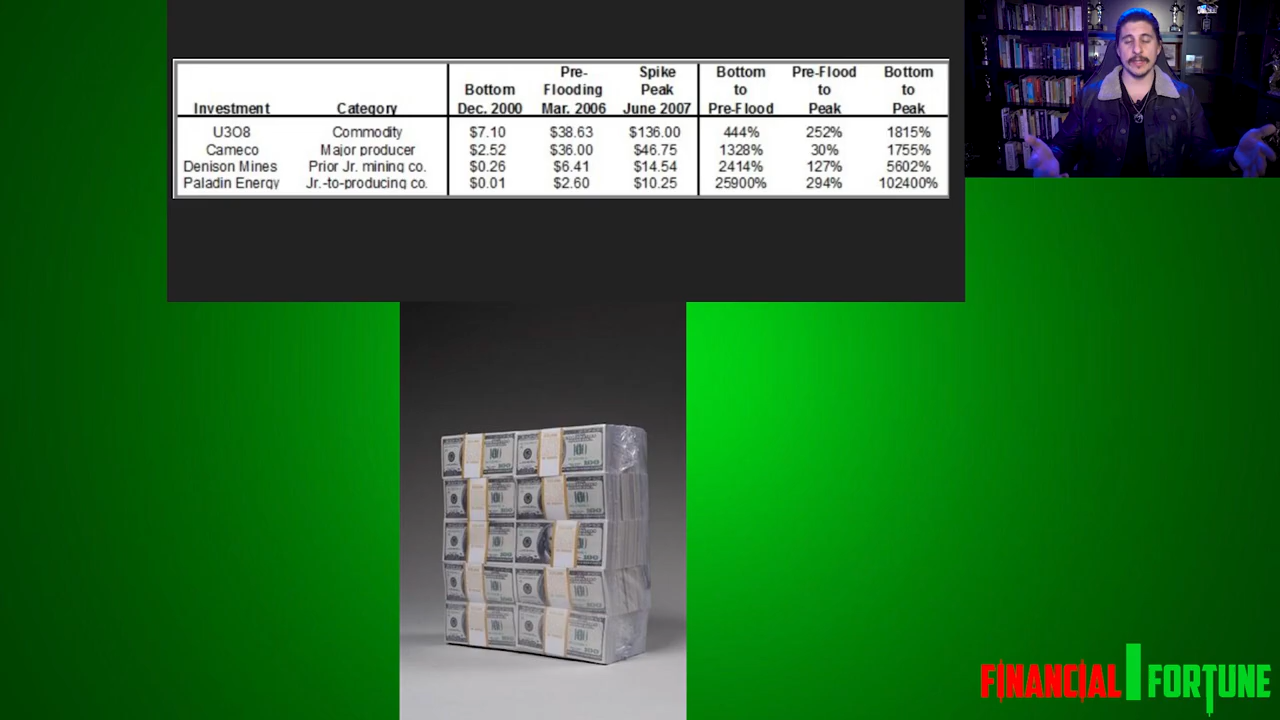 Pre- Spike Bottom Pre-Flood Bottom
Bottom Flooding Peak to to to
Investment Category Dec. 2000 Mar. 2006 June 2007 Pre-Flood Peak Peak
U3O8 Commodity $7.10 $38.63 $136.00 444% 252% 1815%
Cameco Major producer $2.52 $36.00 $46.75 1328% 30% 1755%
Denison Mines Prior Jr. mining co. $0.26 $6.41 $14.54 2414% 127% 5602%
Paladin Energy Jr.-to-producing co. $0.01 $2.60 $10.25 25900% 294% 102400%
FINANCIAL FORTUNE